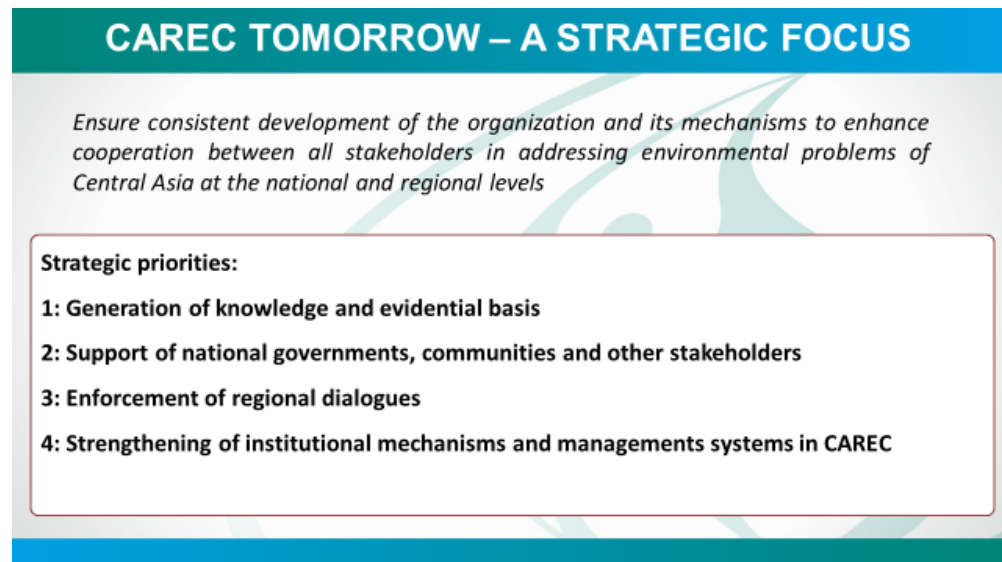 CAREC TOMORROW – A STRATEGIC FOCUS
Ensure consistent development of the organization and its mechanisms to enhance
cooperation between all stakeholders in addressing environmental problems of
Central Asia at the national and regional levels
Strategic priorities:
1: Generation of knowledge and evidential basis
2: Support of national governments, communities and other stakeholders
3: Enforcement of regional dialogues
4: Strengthening of institutional mechanisms and managements systems in CAREC